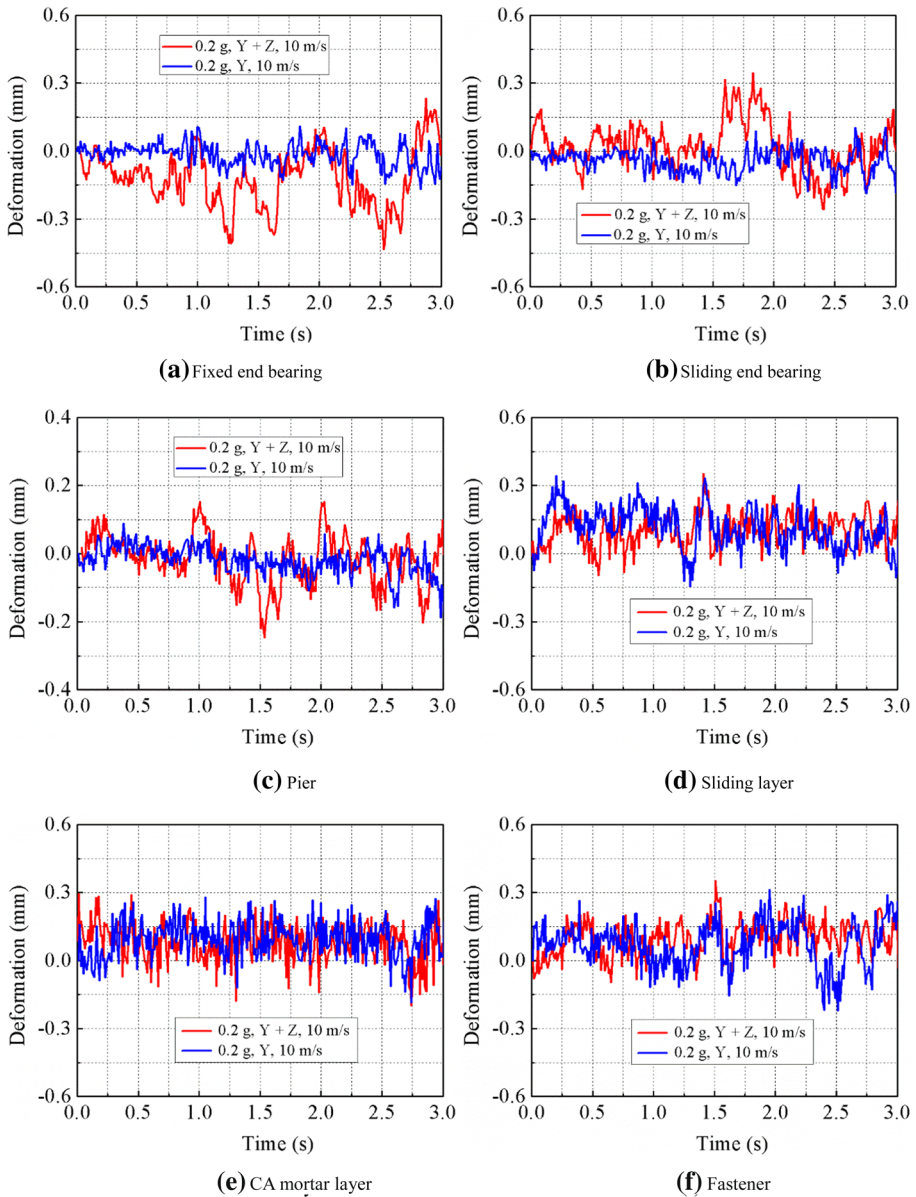 0.6
0.3
0.0
-0.3
-0.6
Deformation (mm)
0.2 g, Y + Z, 10 m/s
0.2 g, Y, 10 m/s
0.0 0.5 1.0 1.5 2.0 2.5 3.0
Time (s)
(a) Fixed end bearing
0.6
0.3
0.0
-0.3
-0.6
Deformation (mm)
0.2 g, Y + Z, 10 m/s
0.2 g, Y, 10 m/s
0.0 0.5 1.0 1.5 2.0 2.5 3.0
Time (s)
(b) Sliding end bearing
0.4
0.2
0.0
-0.2
-0.4
Deformation (mm)
0.2 g, Y + Z, 10 m/s
0.2 g, Y, 10 m/s
0.0 0.5 1.0 1.5 2.0 2.5 3.0
Time (s)
(c) Pier
0.6
0.3
0.0
-0.3
-0.6
Deformation (mm)
0.2 g, Y + Z, 10 m/s
0.2 g, Y, 10 m/s
0.0 0.5 1.0 1.5 2.0 2.5 3.0
Time (s)
(d) Sliding layer
0.6
0.3
0.0
-0.3
-0.6
Deformation (mm)
0.2 g, Y + Z, 10 m/s
0.2 g, Y, 10 m/s
0.0 0.5 1.0 1.5 2.0 2.5 3.0
Time (s)
(e) CA mortar layer
0.6
0.3
0.0
-0.3
-0.6
Deformation (mm)
0.2 g, Y + Z, 10 m/s
0.2 g, Y, 10 m/s
0.0 0.5 1.0 1.5 2.0 2.5 3.0
Time (s)
(f) Fastener